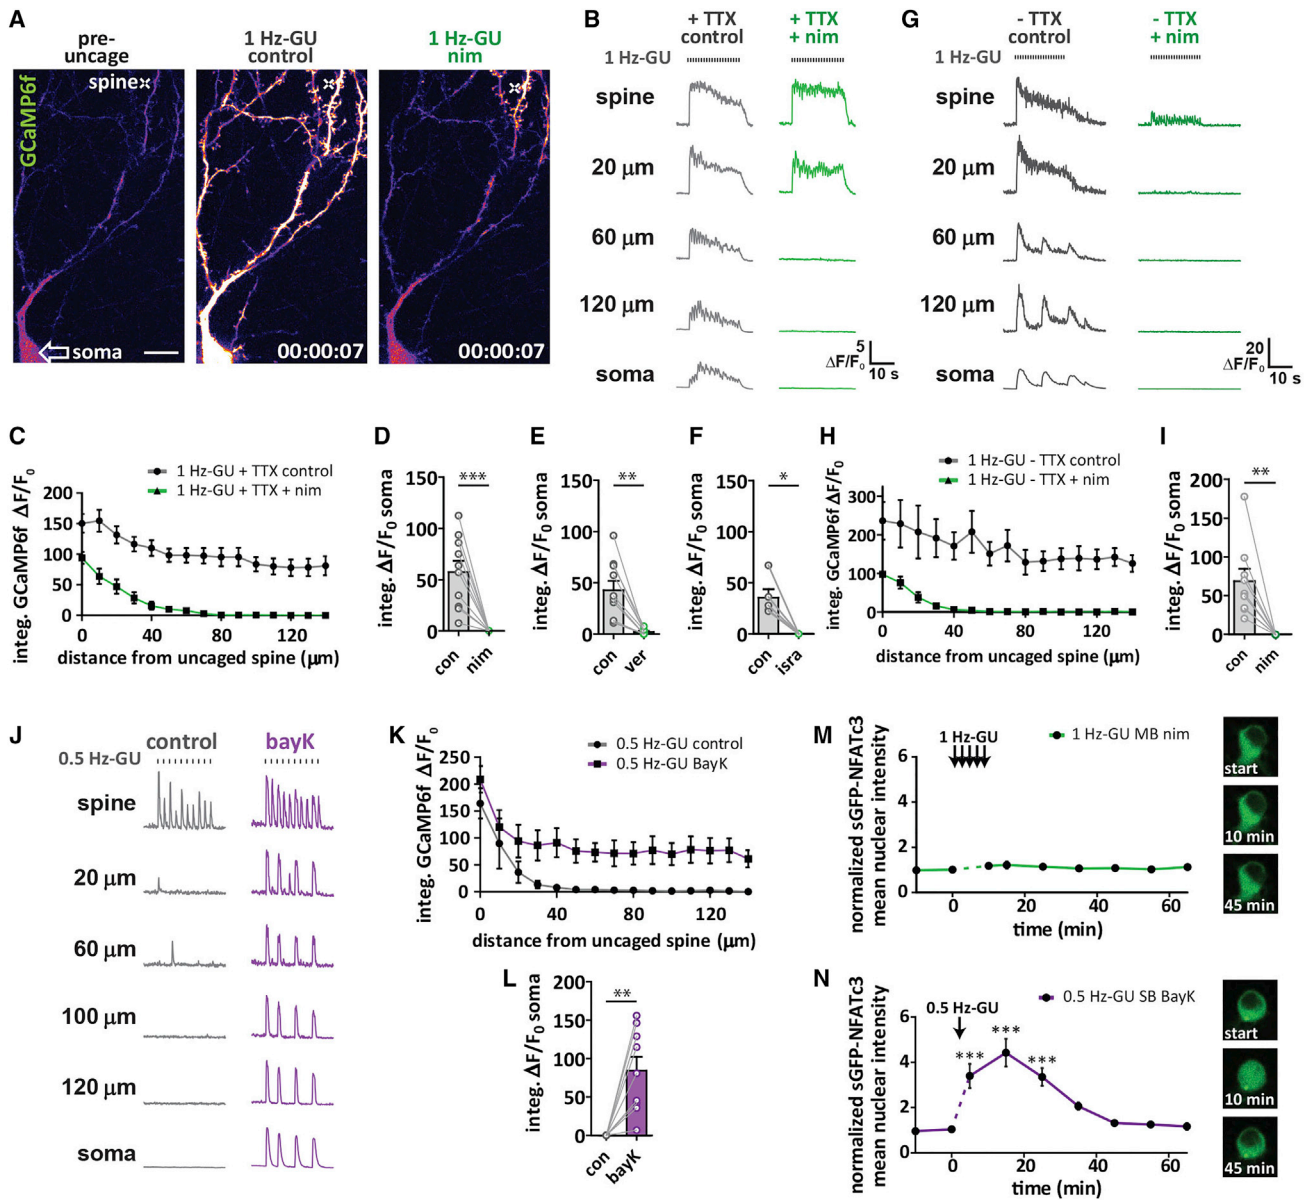 A
pre-
uncage
1 Hz-GU
control
1 Hz-GU
nim
GCaMP6f
spine
soma
00:00:07
00:00:07
B
+ TTX
control
+ TTX
+ nim
1 Hz-GU
spine
20 μm
60 μm
120 μm
soma
5
ΔF/F0
10 s
G
- TTX
control
- TTX
+ nim
1 Hz-GU
spine
20 μm
60 μm
120 μm
soma
20
ΔF/F0
10 s
C
1 Hz-GU + TTX control
1 Hz-GU + TTX + nim
integ. GCaMP6f ΔF/F0
200
150
100
50
0
0 40 80 120
distance from uncaged spine (μm)
D
integ. ΔF/F0 soma
150
100
50
0
***
con nim
E
integ. ΔF/F0 soma
150
100
50
0
**
con ver
F
integ. ΔF/F0 soma
150
100
50
0
*
con isra
H
1 Hz-GU - TTX control
1 Hz-GU - TTX + nim
integ. GCaMP6f ΔF/F0
300
200
100
0
0 40 80 120
distance from uncaged spine (μm)
I
integ. ΔF/F0 soma
200
150
100
50
0
**
con nim
J
control
bayK
0.5 Hz-GU
spine
20 μm
60 μm
100 μm
120 μm
soma
K
0.5 Hz-GU control
0.5 Hz-GU BayK
integ. GCaMP6f ΔF/F0
250
200
150
100
50
0
0 40 80 120
distance from uncaged spine (μm)
L
integ. ΔF/F0 soma
200
150
100
50
0
**
con bayK
M
1 Hz-GU
1 Hz-GU MB nim
normalized sGFP-NFATc3
mean nuclear intensity
6
4
2
0
0 20 40 60
time (min)
start
10 min
45 min
N
0.5 Hz-GU
0.5 Hz-GU SB BayK
normalized sGFP-NFATc3
mean nuclear intensity
6
4
2
0
***
***
***
0 20 40 60
time (min)
start
10 min
45 min